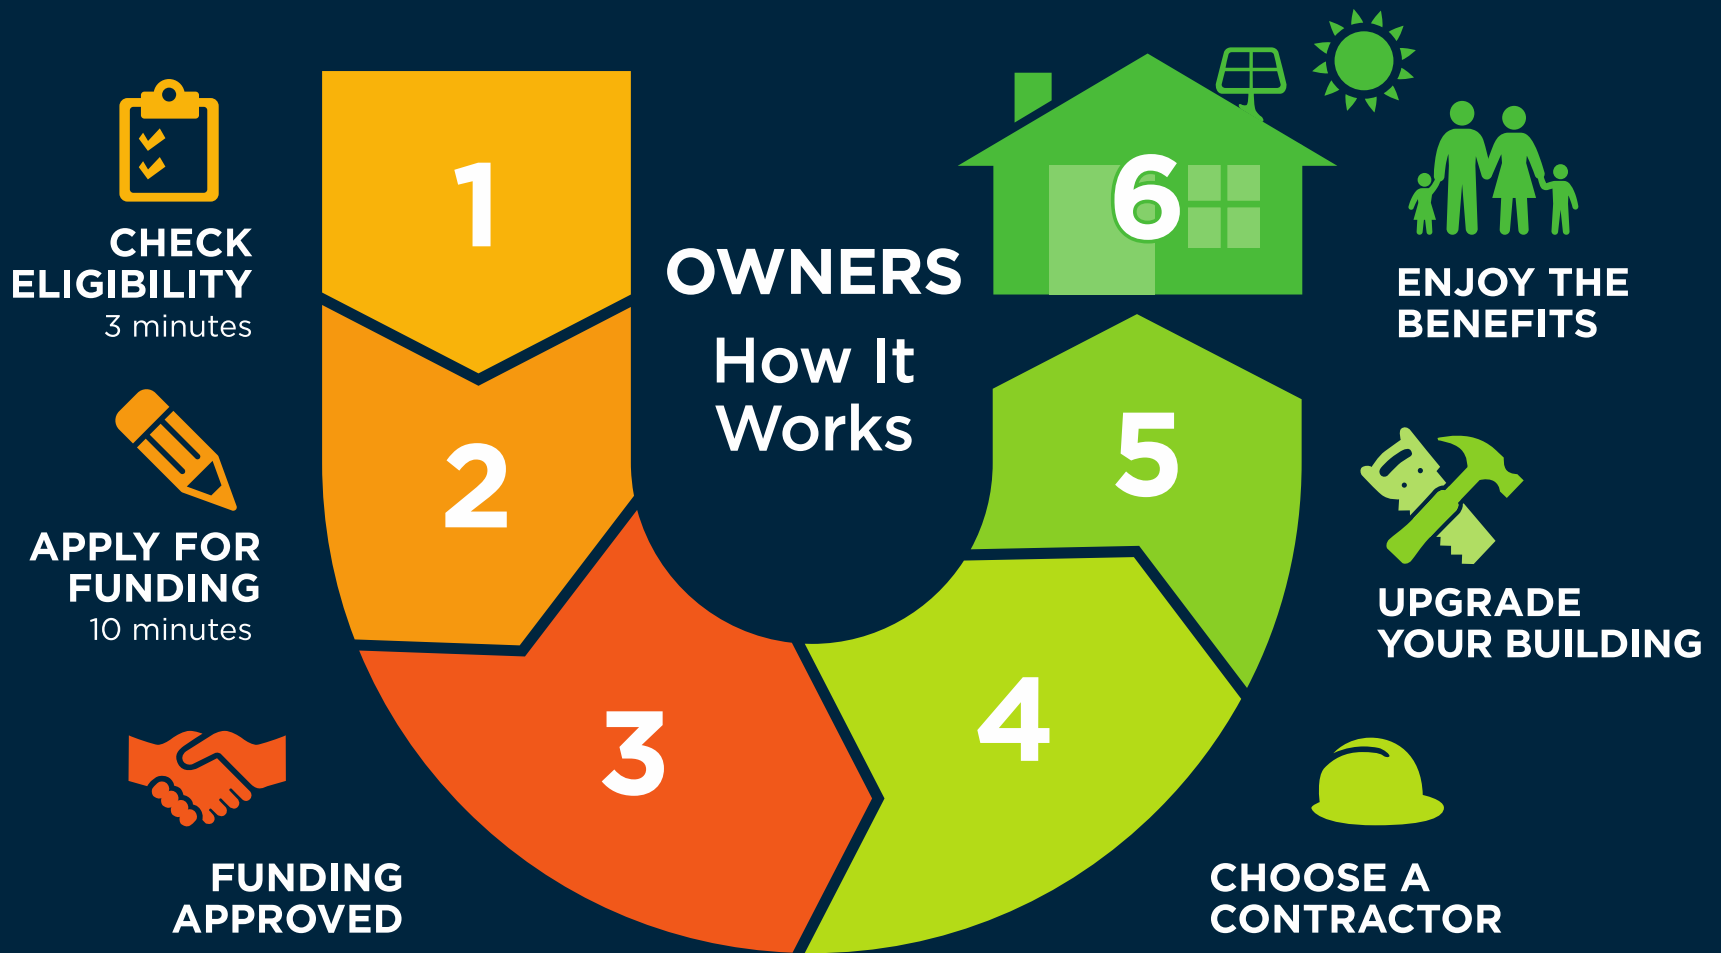 OWNERS
How It
Works
1
CHECK
ELIGIBILITY
3 minutes
2
APPLY FOR
FUNDING
10 minutes
3
FUNDING
APPROVED
4
CHOOSE A
CONTRACTOR
5
UPGRADE
YOUR BUILDING
6
ENJOY THE
BENEFITS